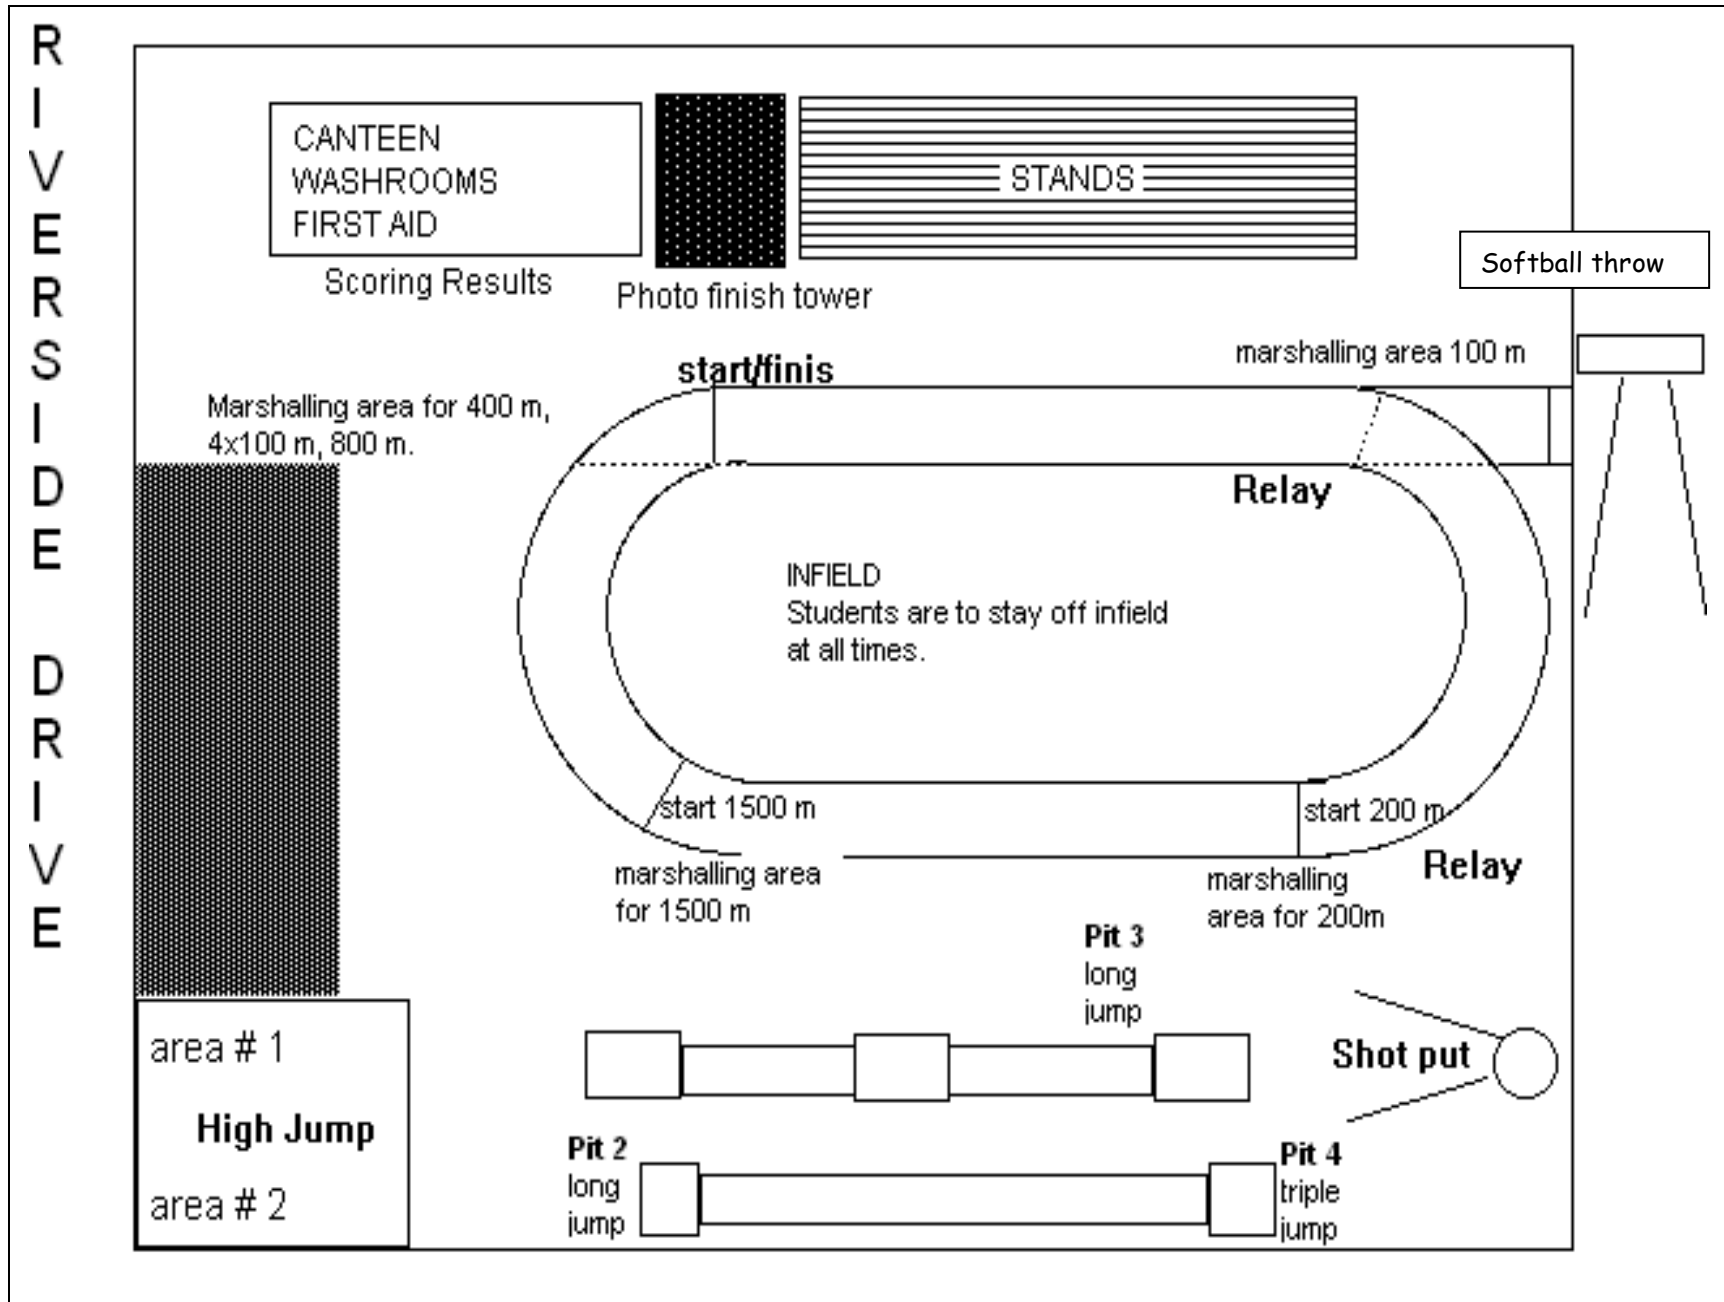 RIVERSIDE DRIVE
CANTEEN
WASHROOMS
FIRST AID
Scoring Results
Photo finish tower
STANDS
Softball throw
start/finis
marshalling area 100 m
Marshalling area for 400 m,
4x100 m, 800 m.
Relay
INFIELD
Students are to stay off infield
at all times.
start 1500 m
start 200 m
Relay
marshalling area
for 1500 m
marshalling
area for 200m
Pit 3
long
jump
area # 1
High Jump
area # 2
Shot put
Pit 2
long
jump
Pit 4
triple
jump